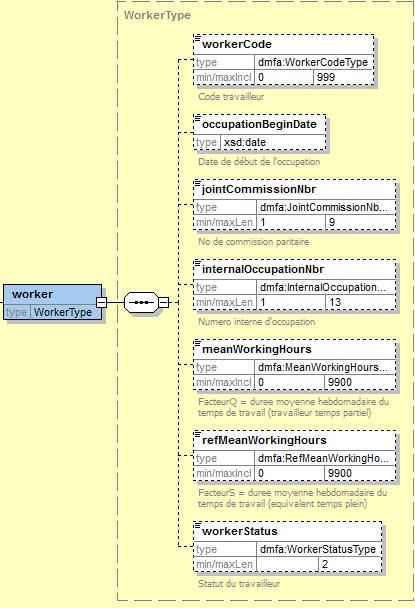 WorkerType
workerCode
type dmfa:WorkerCodeType
min/maxIncl 0 999
Code travailleur
occupationBeginDate
type xsd:date
Date de début de l'occupation
jointCommissionNbr
type dmfa:JointCommissionNb...
min/maxLen 1 9
No de commission paritaire
internalOccupationNbr
type dmfa:InternalOccupation...
min/maxLen 1 13
Numero interne d'occupation
worker
type WorkerType
meanWorkingHours
type dmfa:MeanWorkingHours...
min/maxIncl 0 9900
FacteurQ = duree moyenne hebdomadaire du
temps de travail (travailleur temps partiel)
refMeanWorkingHours
type dmfa:RefMeanWorkingHo...
min/maxIncl 0 9900
FacteurS = duree moyenne hebdomadaire du
temps de travail (equivalent temps plein)
workerStatus
type dmfa:WorkerStatusType
min/maxLen 2
Statut du travailleur